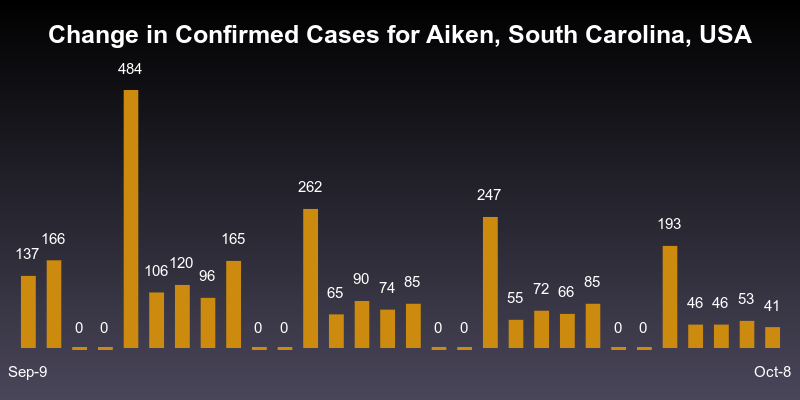 Change in Confirmed Cases for Aiken, South Carolina, USA
137 166 0 0 484 106 120 96 165 0 0 262 65 90 74 85 0 0 247 55 72 66 85 0 0 193 46 46 53 41
Sep-9 Oct-8